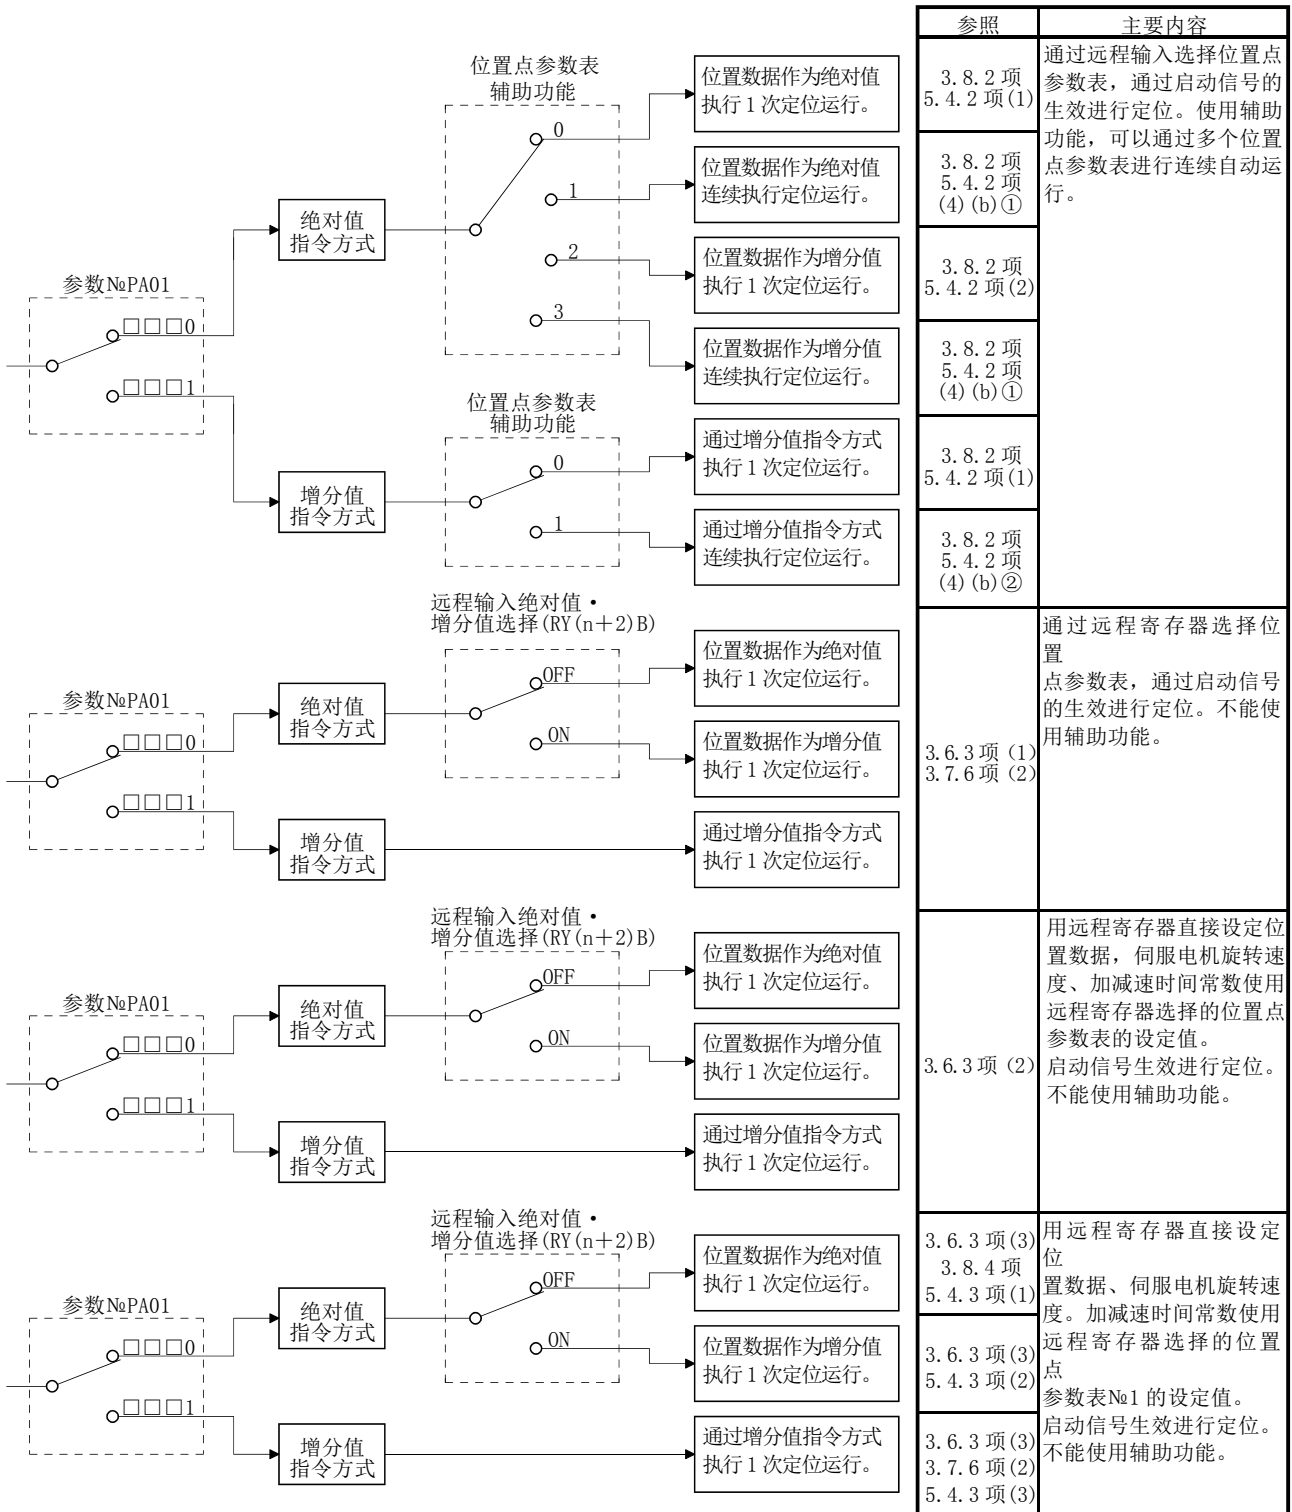 参照
主要内容
位置点参数表
辅助功能
0
1
2
3
参数№PA01
□□□0
□□□1
绝对值
指令方式
位置数据作为绝对值
执行1次定位运行。
位置数据作为绝对值
连续执行定位运行。
位置数据作为增分值
执行1次定位运行。
位置数据作为增分值
连续执行定位运行。
3.8.2项
5.4.2项(1)
3.8.2项
5.4.2项
(4)(b)①
3.8.2项
5.4.2项(2)
3.8.2项
5.4.2项
(4)(b)①
通过远程输入选择位置点
参数表，通过启动信号的
生效进行定位。使用辅助
功能，可以通过多个位置
点参数表进行连续自动运
行。
位置点参数表
辅助功能
0
1
增分值
指令方式
通过增分值指令方式
执行1次定位运行。
通过增分值指令方式
连续执行定位运行。
3.8.2项
5.4.2项(1)
3.8.2项
5.4.2项
(4)(b)②
远程输入绝对值·
增分值选择(RY(n+2)B)
OFF
ON
参数№PA01
□□□0
□□□1
绝对值
指令方式
增分值
指令方式
位置数据作为绝对值
执行1次定位运行。
位置数据作为增分值
执行1次定位运行。
通过增分值指令方式
执行1次定位运行。
3.6.3项 (1)
3.7.6项 (2)
通过远程寄存器选择位
置
点参数表，通过启动信号
的生效进行定位。不能使
用辅助功能。
远程输入绝对值·
增分值选择(RY(n+2)B)
OFF
ON
参数№PA01
□□□0
□□□1
绝对值
指令方式
增分值
指令方式
位置数据作为绝对值
执行1次定位运行。
位置数据作为增分值
执行1次定位运行。
通过增分值指令方式
执行1次定位运行。
3.6.3项 (2)
用远程寄存器直接设定位
置数据，伺服电机旋转速
度、加减速时间常数使用
远程寄存器选择的位置点
参数表的设定值。
启动信号生效进行定位。
不能使用辅助功能。
远程输入绝对值·
增分值选择(RY(n+2)B)
OFF
ON
参数№PA01
□□□0
□□□1
绝对值
指令方式
增分值
指令方式
位置数据作为绝对值
执行1次定位运行。
位置数据作为增分值
执行1次定位运行。
通过增分值指令方式
执行1次定位运行。
3.6.3项(3)
3.8.4项
5.4.3项(1)
3.6.3项(3)
5.4.3项(2)
3.6.3项(3)
3.7.6项(2)
5.4.3项(3)
用远程寄存器直接设定
位
置数据、伺服电机旋转速
度。加减速时间常数使用
远程寄存器选择的位置
点
参数表№1的设定值。
启动信号生效进行定位。
不能使用辅助功能。